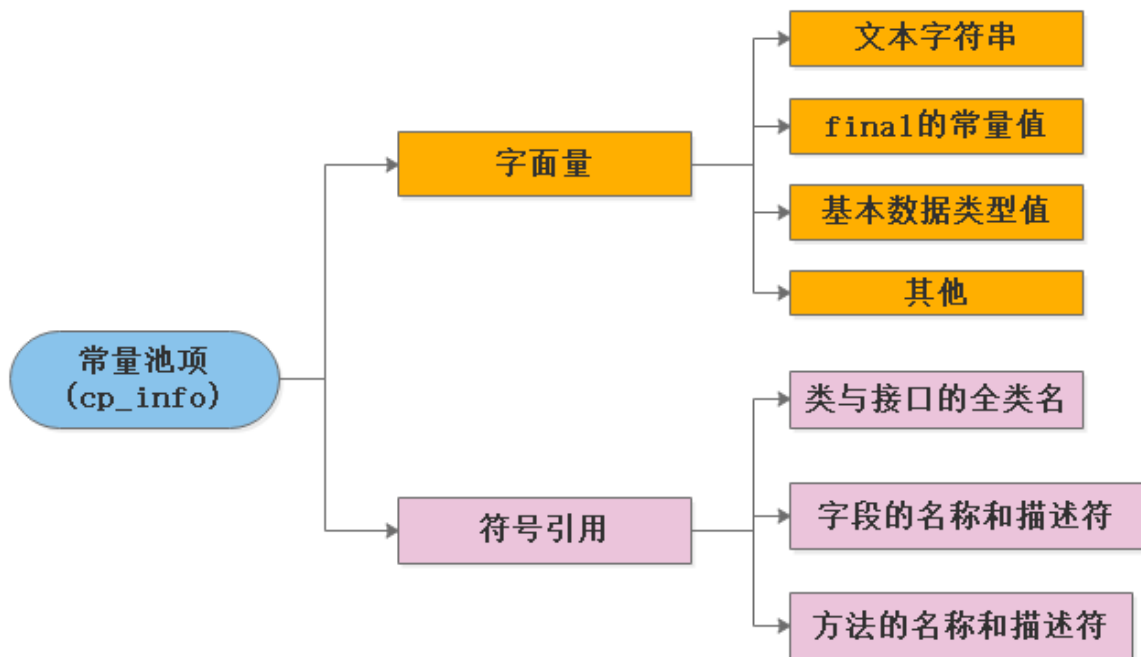 文本字符串
final的常量值
字面量
基本数据类型值
其他
常量池项
(cp_info)
类与接口的全类名
字段的名称和描述符
符号引用
方法的名称和描述符